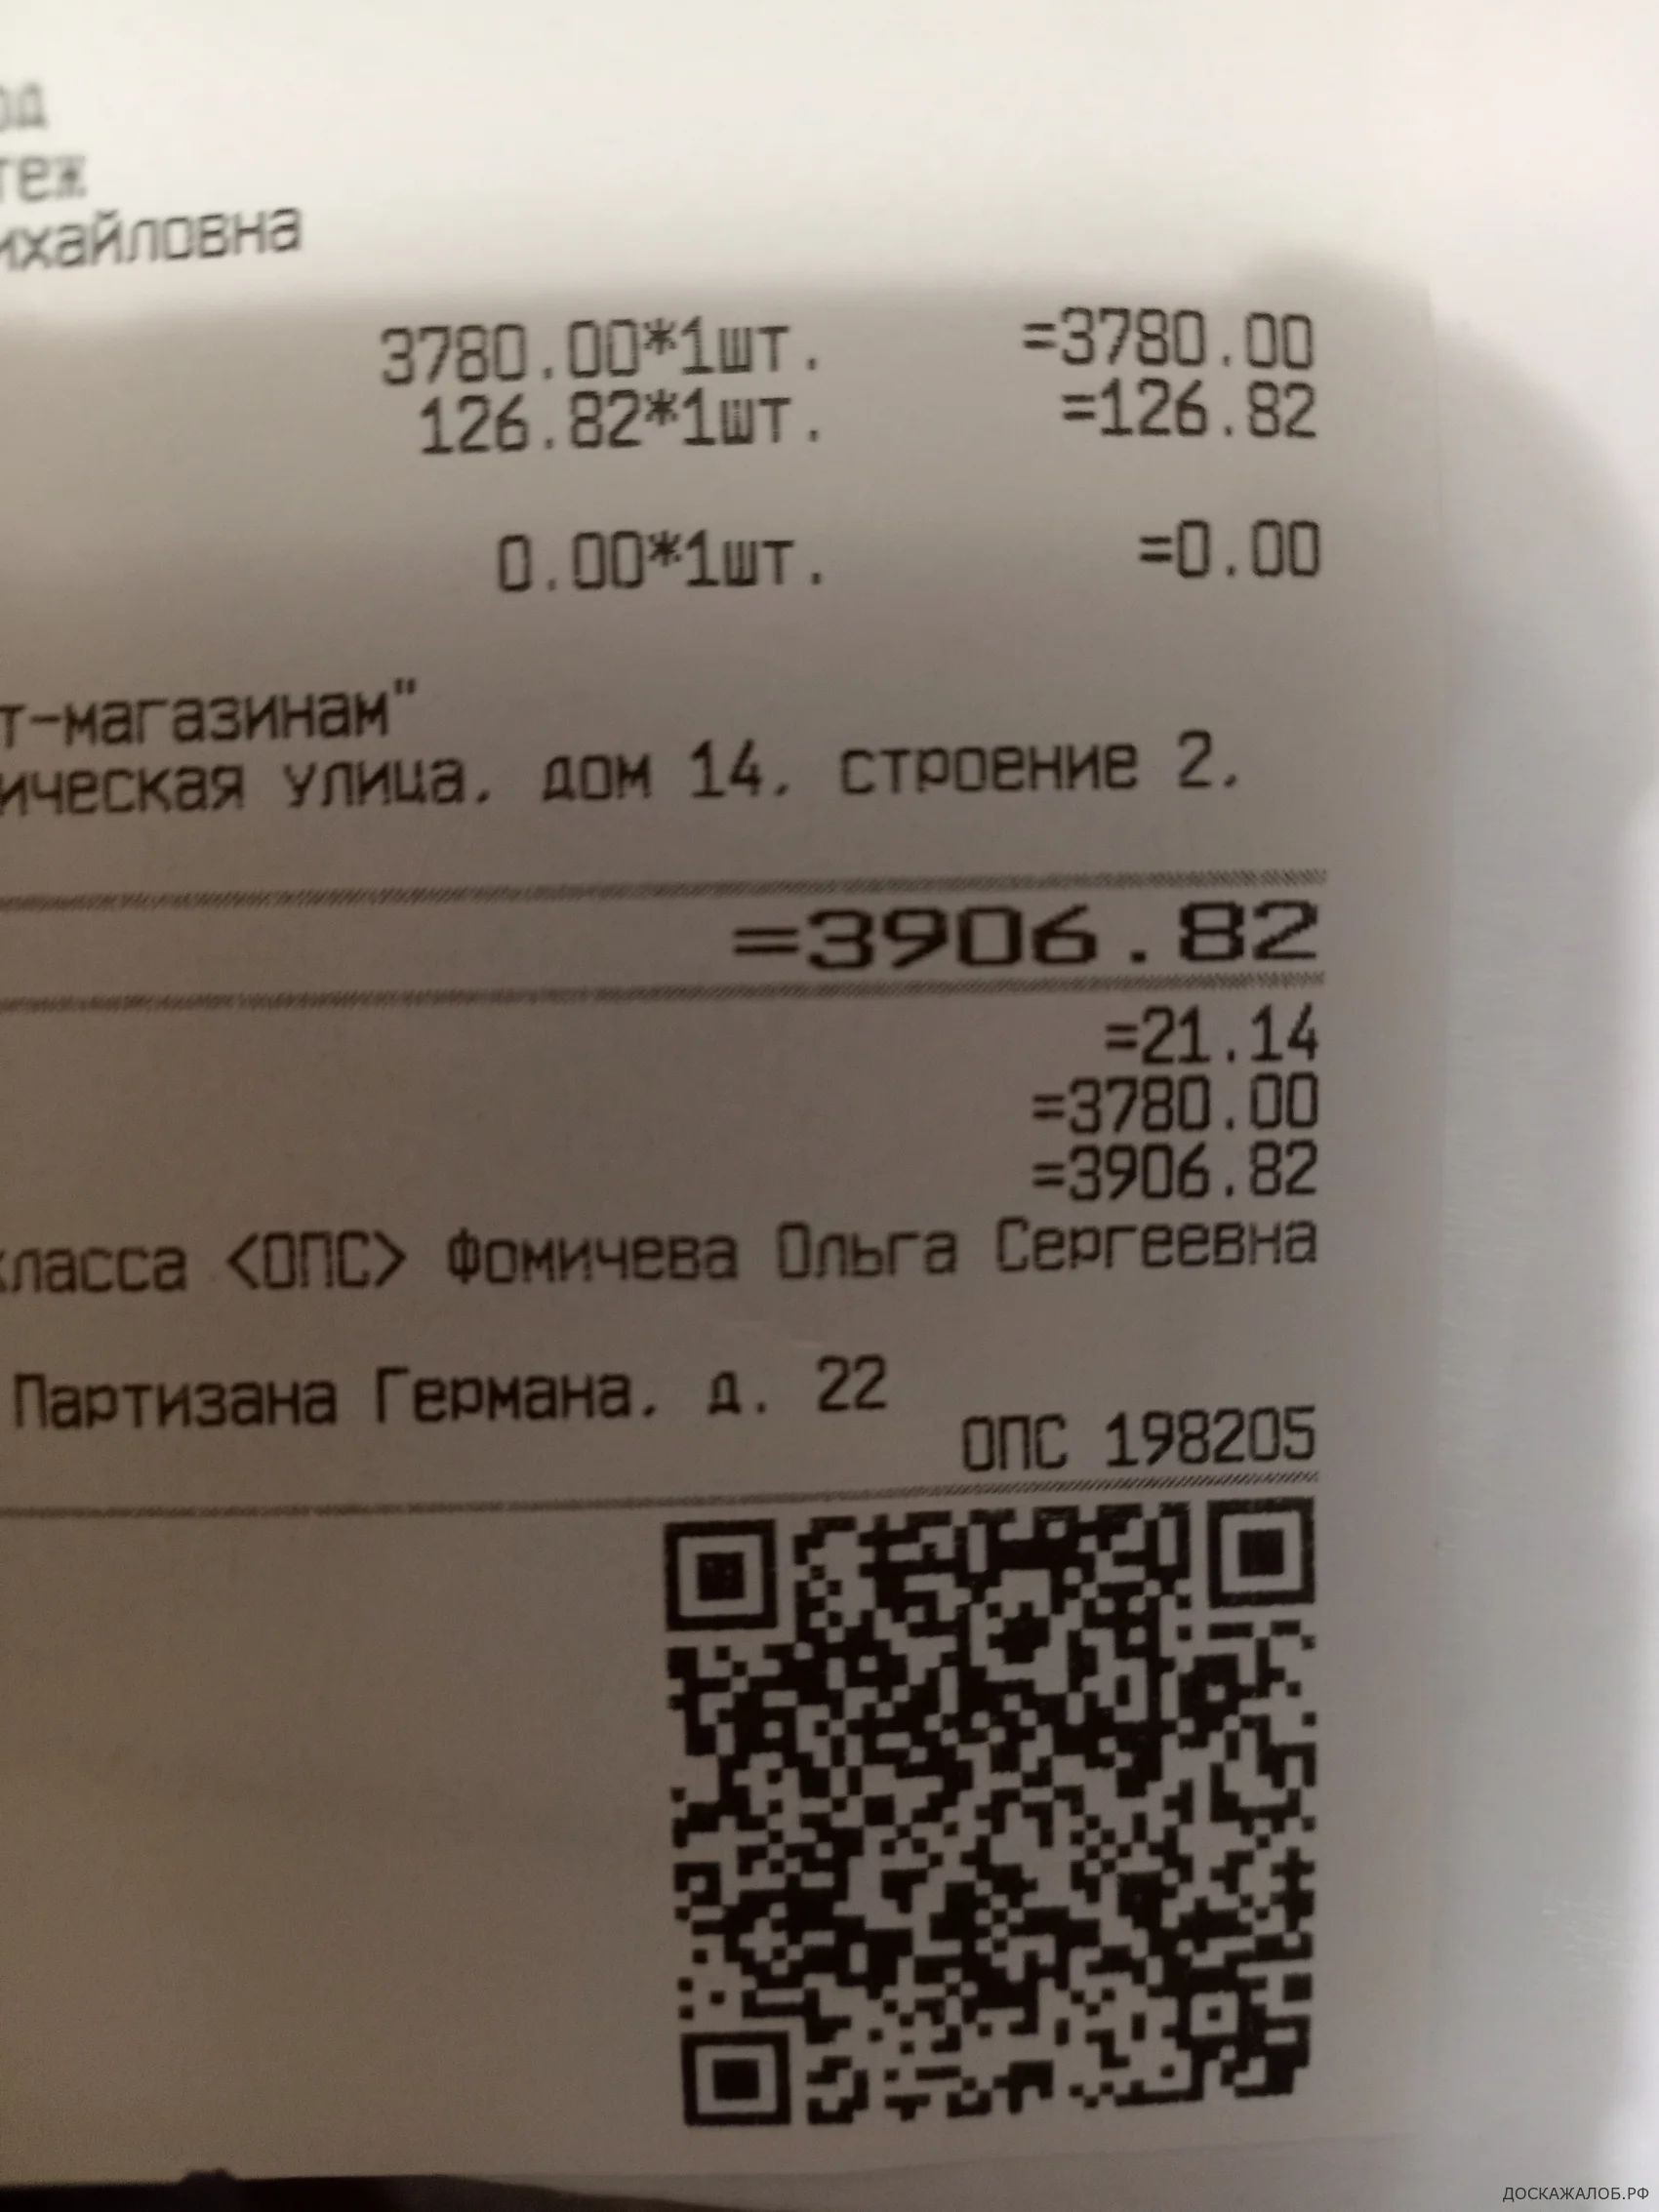 од
теж
ихайловна
3780.00*1шт. =3780.00
126.82*1шт. =126.82
0.00*1шт. =0.00
т-магазинам"
ическая улица, дом 14, строение 2,
=3906.82
=21.14
=3780.00
=3906.82
класса <ОПС> Фомичева Ольга Сергеевна
Партизана Германа, д. 22
ОПС 198205
ДОСКАЖАЛОБ.РФ